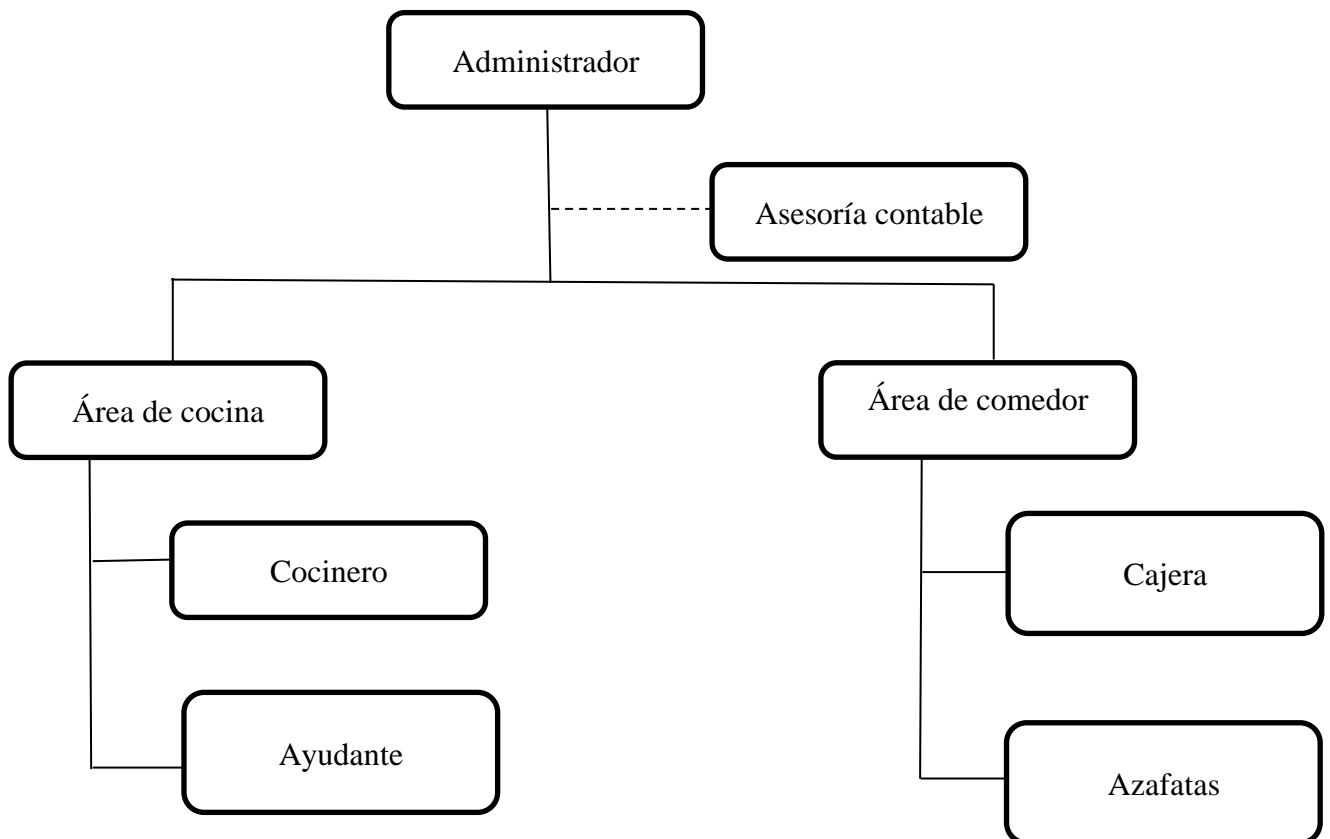 Administrador
Asesoría contable
Área de cocina
Área de comedor
Cocinero
Cajera
Ayudante
Azafatas